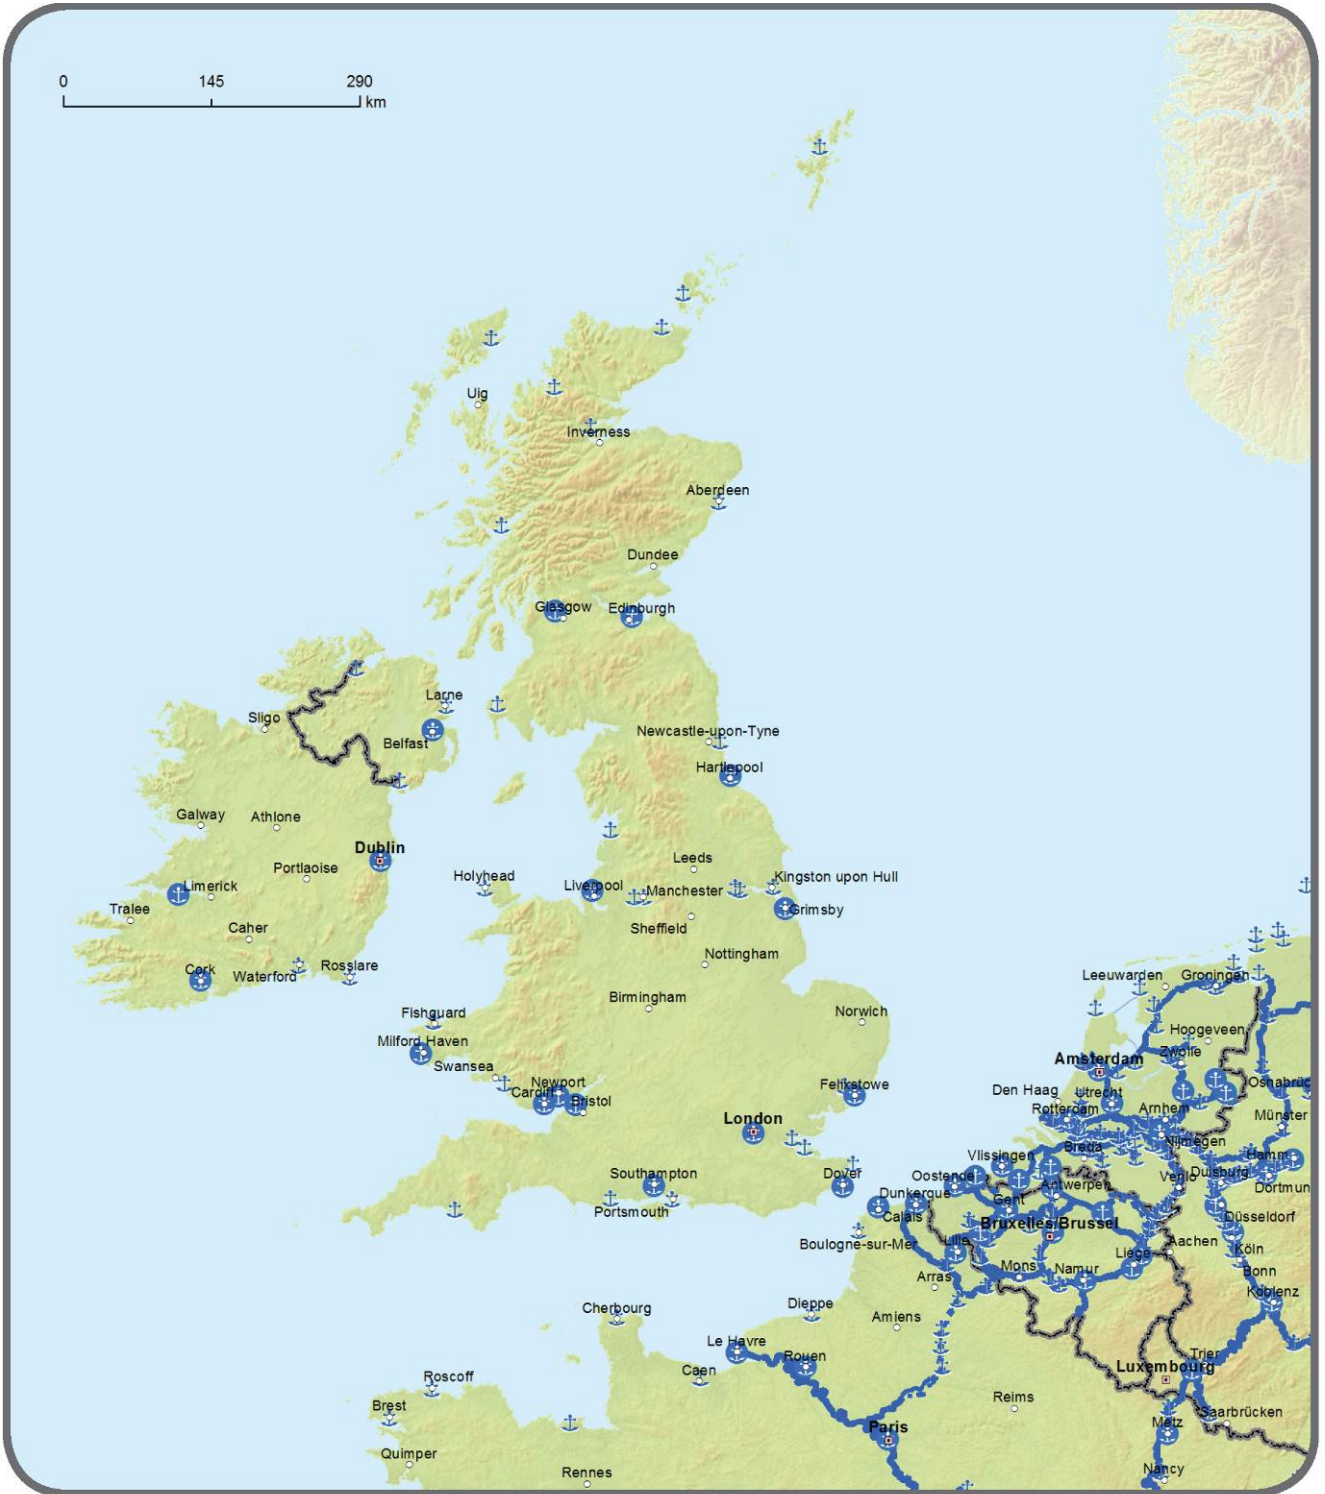 0 145 290
km
Uig
Inverness
Aberdeen
Dundee
Glasgow
Edinburgh
Larne
Sligo
Belfast
Newcastle-upon-Tyne
Hartlepool
Galway
Athlone
Dublin
Leeds
Portlaoise
Holyhead
Liverpool
Manchester
Kingston upon Hull
Limerick
Tralee
Grimsby
Caher
Sheffield
Nottingham
Cork
Waterford
Rosslare
Leeuwarden
Groningen
Birmingham
Fishguard
Norwich
Hoogeveen
Milford Haven
Zwolle
Amsterdam
Swansea
Newport
Felixstowe
Cardiff
Bristol
Den Haag
Utrecht
Osnabrüc
Rotterdam
Arnhem
Münster
London
Nijmegen
Breda
Vlissingen
Hamm
Southampton
Dover
Oostende
Venlo
Duisburg
Antwerpen
Dortmun
Dunkerque
Gent
Portsmouth
Calais
Düsseldorf
Bruxelles/Brussel
Boulogne-sur-Mer
Lille
Aachen
Liège
Köln
Arras
Mons
Namur
Bonn
Koblenz
Cherbourg
Dieppe
Amiens
Le Havre
Rouen
Trier
Caen
Luxembourg
Roscoff
Reims
Brest
Saarbrücken
Paris
Metz
Quimper
Rennes
Nancy